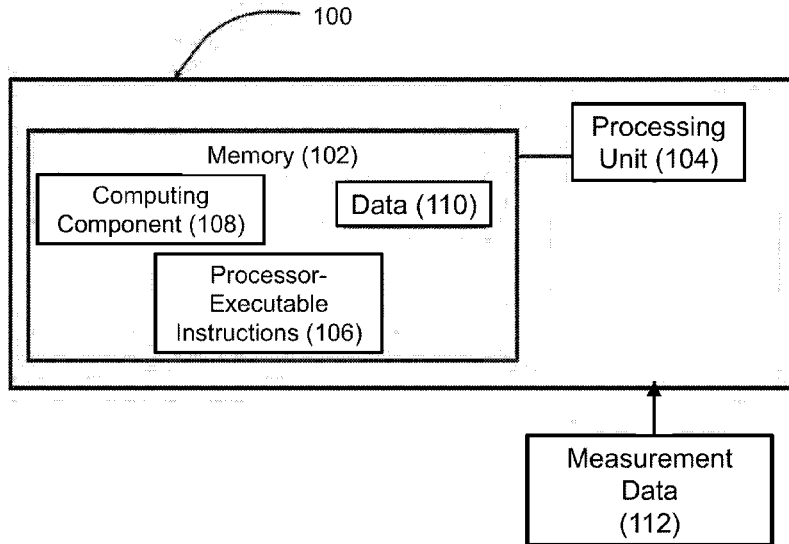 100
Processing
Unit (104)
Memory (102)
Computing
Component (108)
Data (110)
Processor-
Executable
Instructions (106)
Measurement
Data
(112)